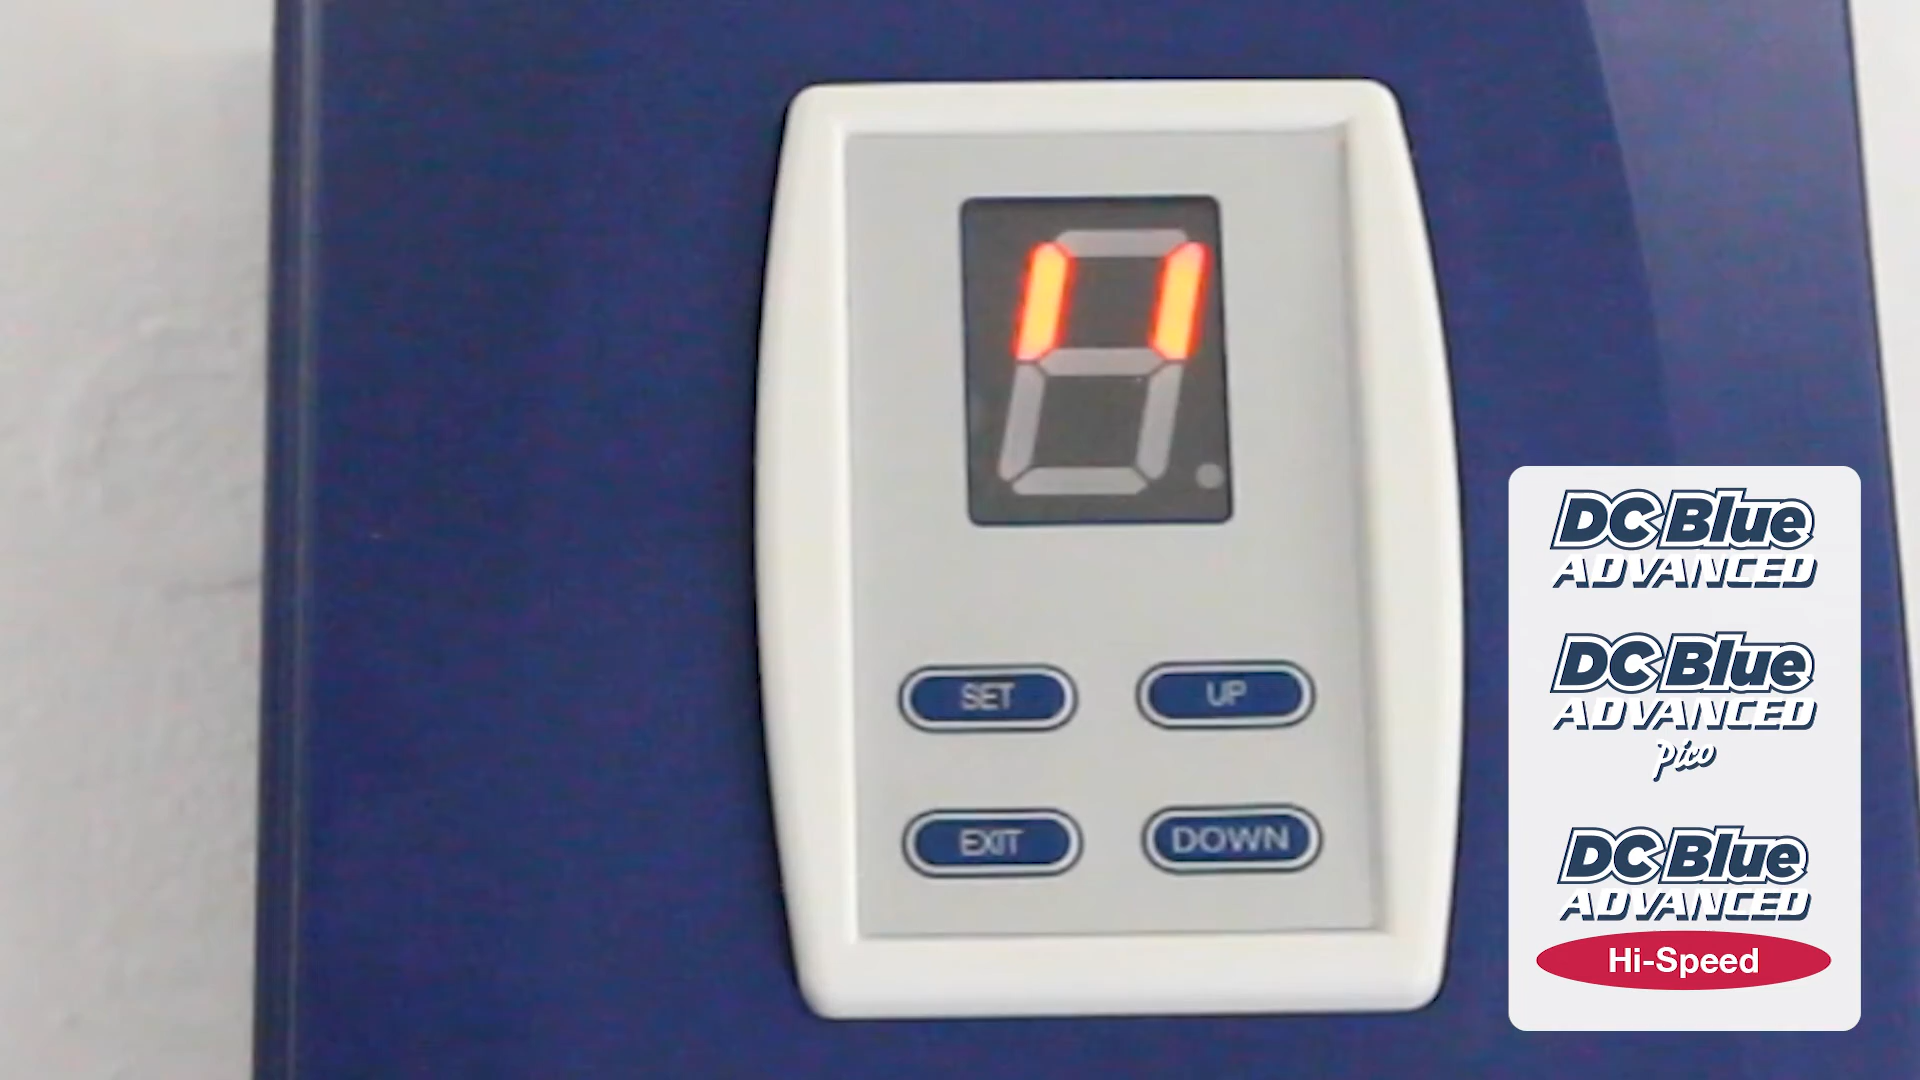 SET
UP
EXIT
DOWN
DC Blue
ADVANCED
DC Blue
ADVANCED
Pico
DC Blue
ADVANCED
Hi-Speed